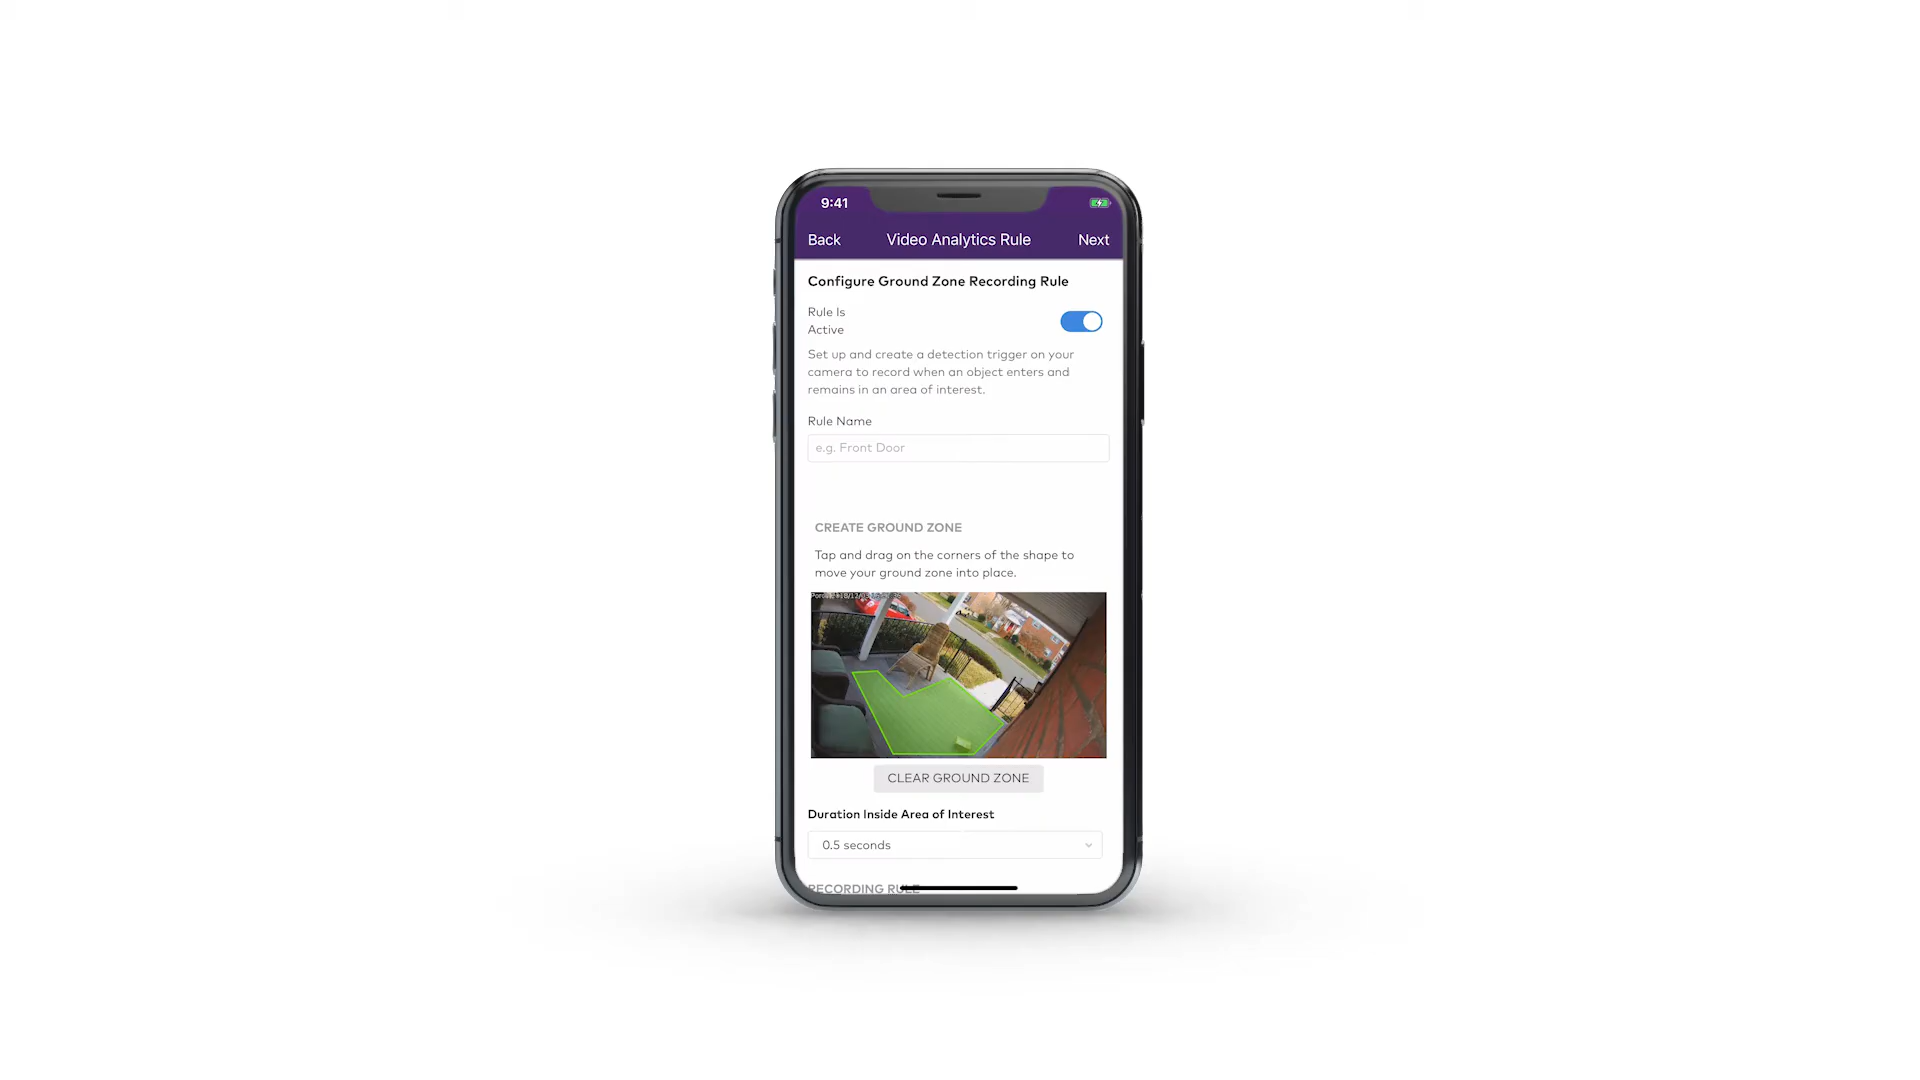 9:41
Back Video Analytics Rule Next
Configure Ground Zone Recording Rule
Rule Is
Active
Set up and create a detection trigger on your
camera to record when an object enters and
remains in an area of interest.
Rule Name
e.g. Front Door
CREATE GROUND ZONE
Tap and drag on the corners of the shape to
move your ground zone into place.
CLEAR GROUND ZONE
Duration Inside Area of Interest
0.5 seconds
RECORDING RULE